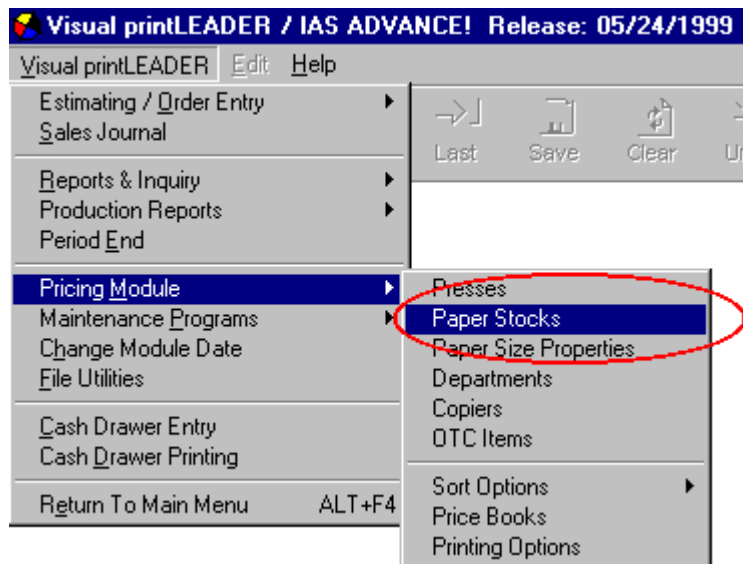 Visual printLEADER / IAS ADVANCE! Release: 05/24/1999
Visual printLEADER Edit Help
Estimating / Order Entry
Sales Journal
Last Save Clear
Reports & Inquiry
Production Reports
Period End
Pricing Module
Maintenance Programs
Change Module Date
File Utilities
Cash Drawer Entry
Cash Drawer Printing
Return To Main Menu ALT+F4
Presses
Paper Stocks
Paper Size Properties
Departments
Copiers
OTC Items
Sort Options
Price Books
Printing Options